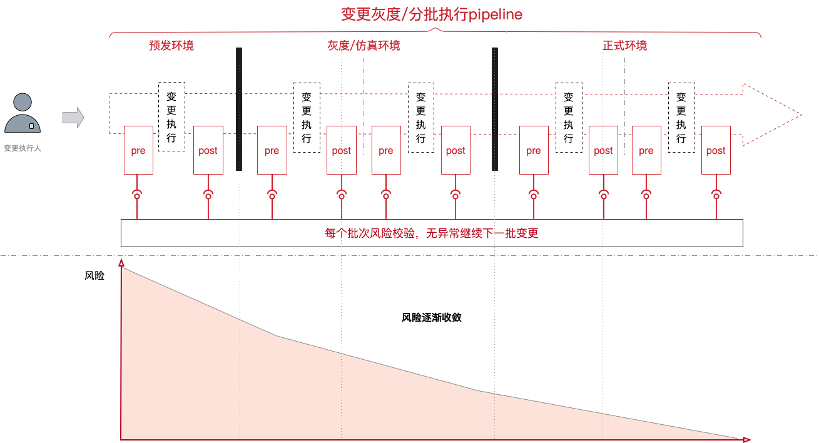 变更灰度/分批执行pipeline
预发环境
灰度/仿真环境
正式环境
变更执行人
变更执行
变更执行
变更执行
变更执行
变更执行
pre
post
pre
post
pre
post
pre
post
pre
post
每个批次风险校验，无异常继续下一批变更
风险
风险逐渐收敛